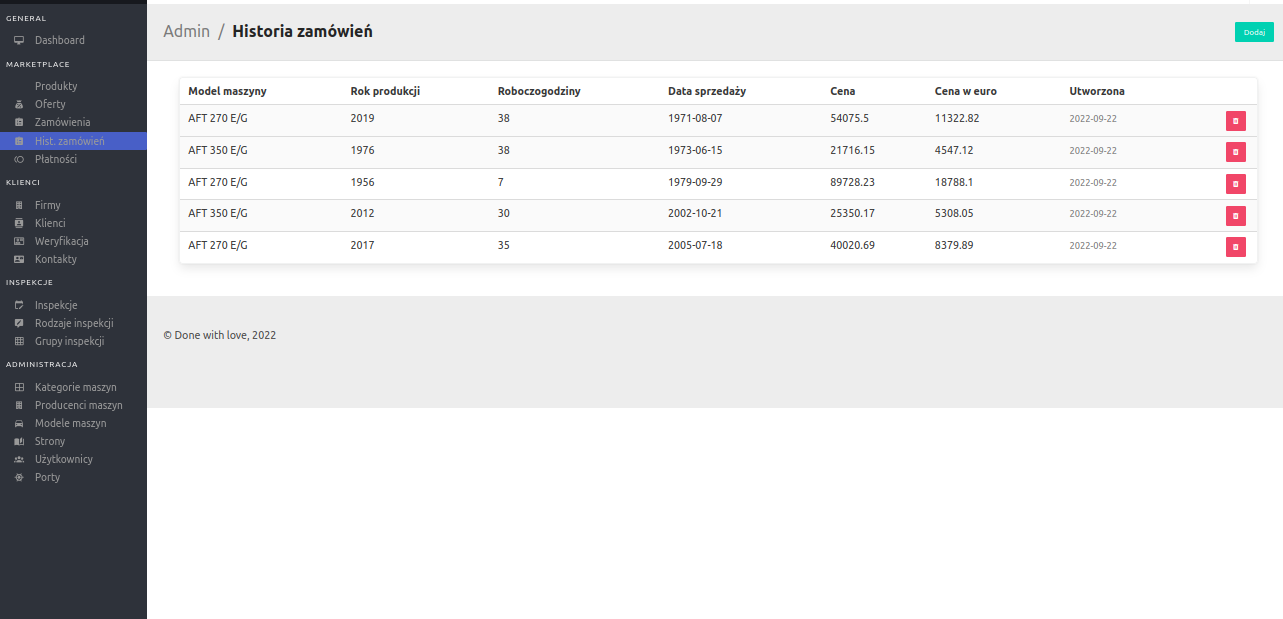 GENERAL
Dashboard
MARKETPLACE
Produkty
Oferty
Zamówienia
Hist. zamówień
Płatności
KLIENCI
Firmy
Klienci
Weryfikacja
Kontakty
INSPEKCJE
Inspekcje
Rodzaje inspekcji
Grupy inspekcji
ADMINISTRACJA
Kategorie maszyn
Producenci maszyn
Modele maszyn
Strony
Użytkownicy
Porty
Admin / Historia zamówień
Dodaj
Model maszyny Rok produkcji Roboczogodziny Data sprzedaży Cena Cena w euro Utworzona
AFT 270 E/G 2019 38 1971-08-07 54075.5 11322.82 2022-09-22
AFT 350 E/G 1976 38 1973-06-15 21716.15 4547.12 2022-09-22
AFT 270 E/G 1956 7 1979-09-29 89728.23 18788.1 2022-09-22
AFT 350 E/G 2012 30 2002-10-21 25350.17 5308.05 2022-09-22
AFT 270 E/G 2017 35 2005-07-18 40020.69 8379.89 2022-09-22
© Done with love, 2022